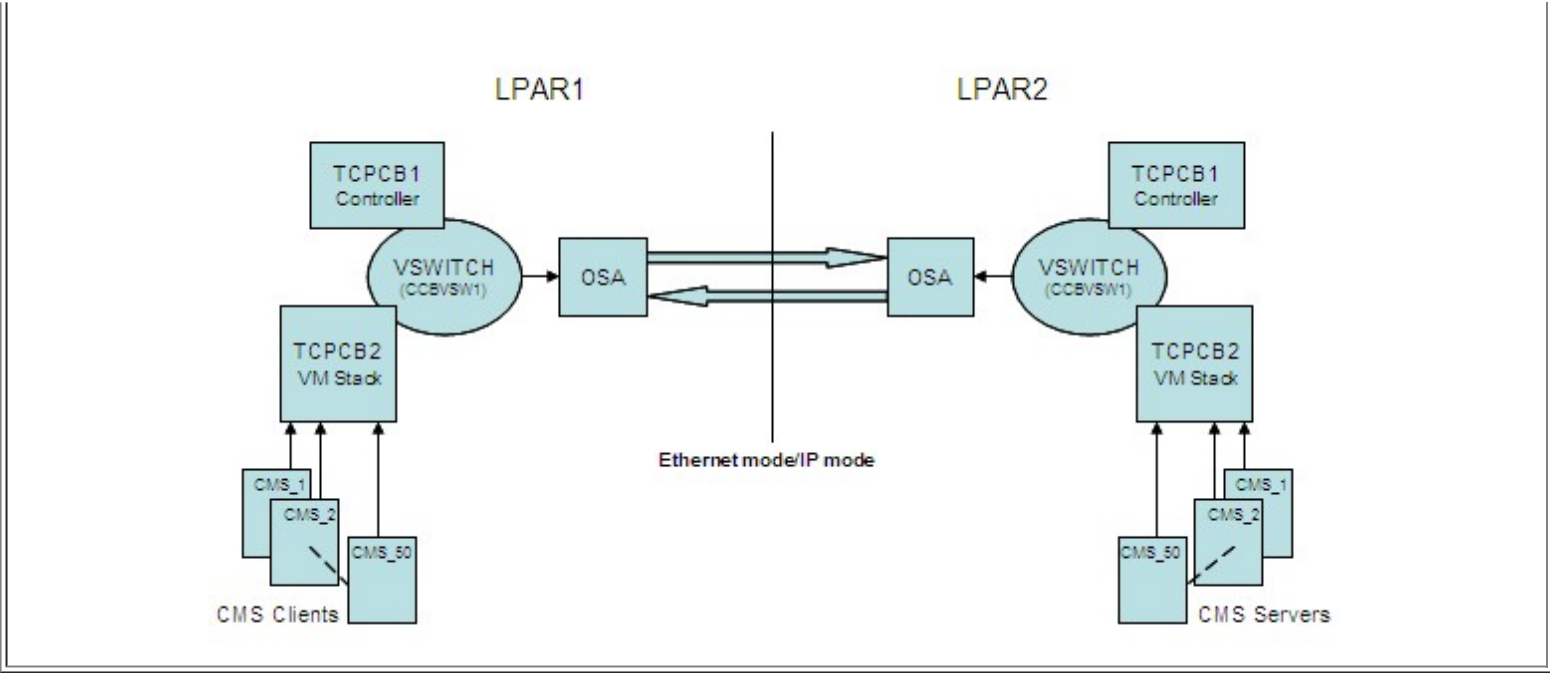 LPAR1
LPAR2
TCPCB1
Controller
TCPCB1
Controller
VSWITCH
(CCBVSW1)
OSA
OSA
VSWITCH
(CCBVSW1)
TCPCB2
VM Stack
TCPCB2
VM Stack
Ethernet mode/IP mode
CMS_1
CMS_2
CMS_50
CMS Clients
CMS_1
CMS_2
CMS_50
CMS Servers